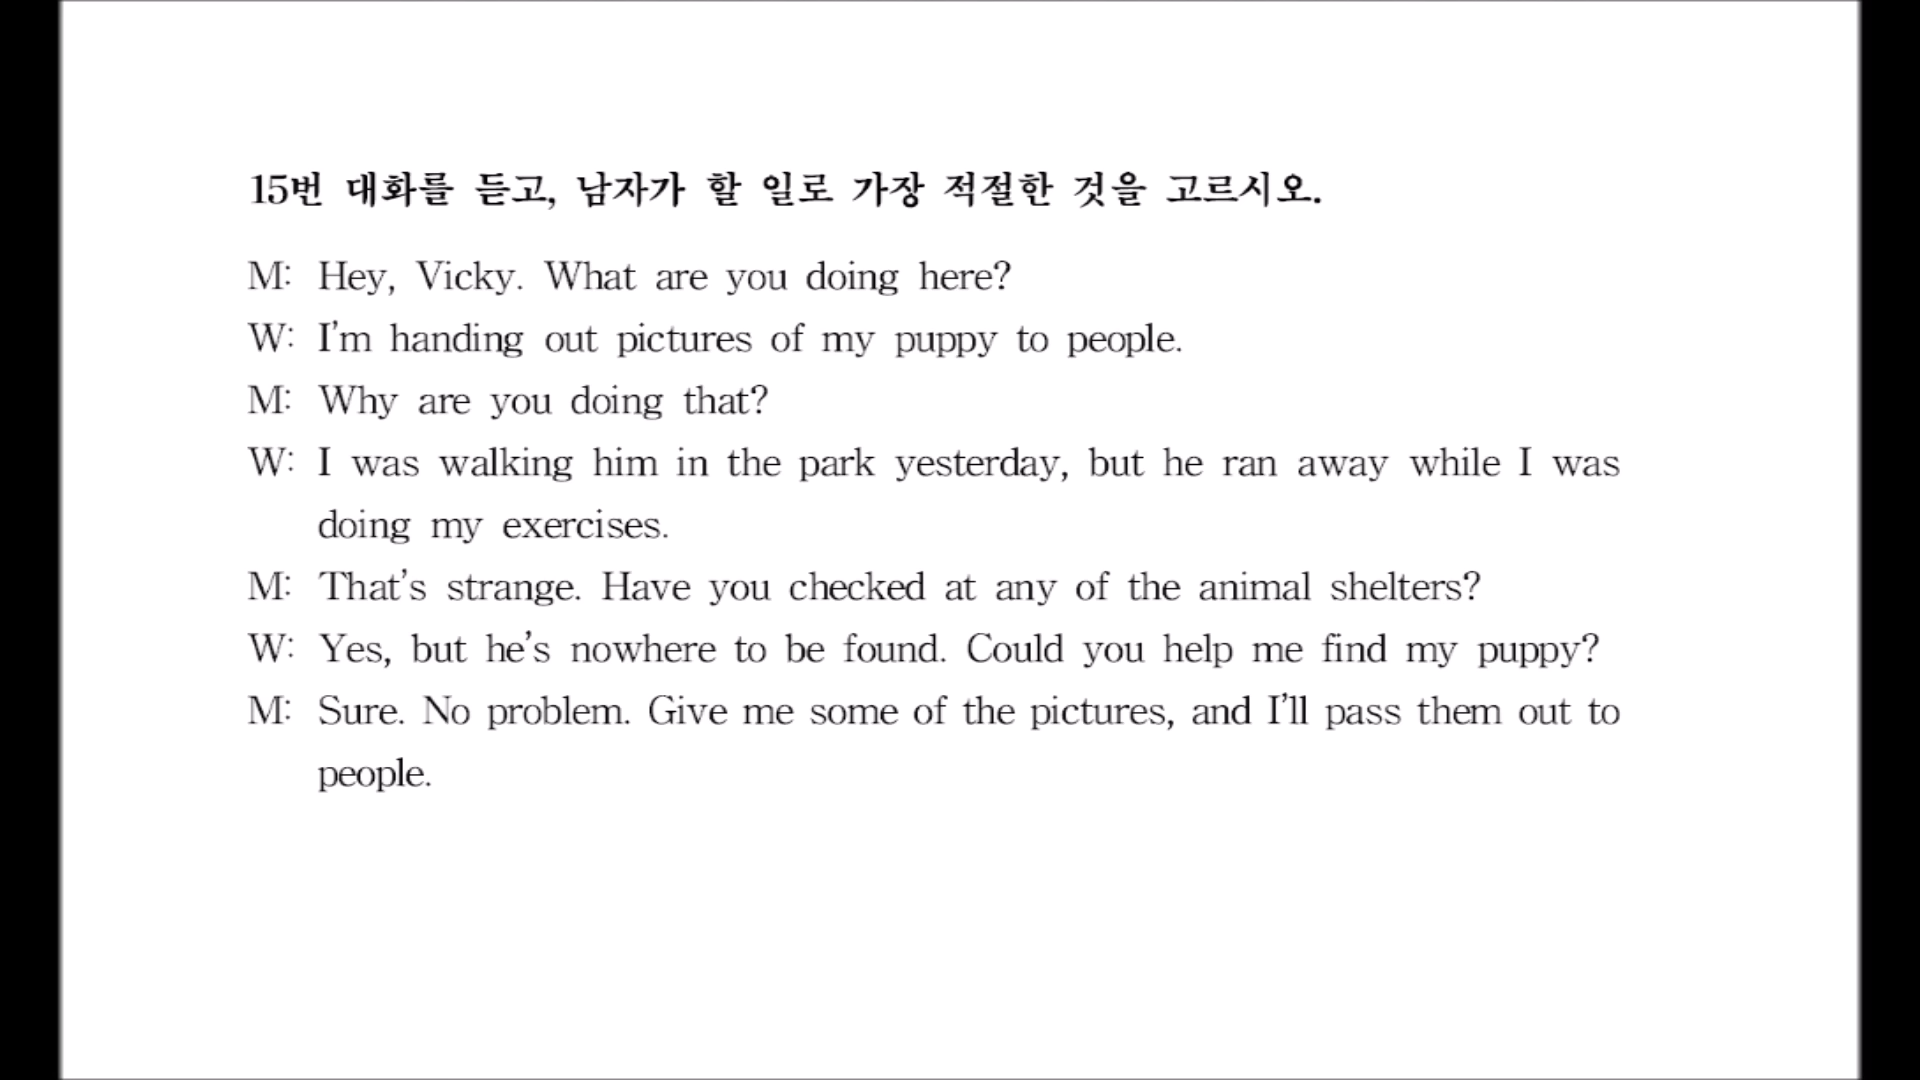 15번 대화를 듣고, 남자가 할 일로 가장 적절한 것을 고르시오.
M: Hey, Vicky. What are you doing here?
W: I'm handing out pictures of my puppy to people.
M: Why are you doing that?
W: I was walking him in the park yesterday, but he ran away while I was
doing my exercises.
M: That's strange. Have you checked at any of the animal shelters?
W: Yes, but he's nowhere to be found. Could you help me find my puppy?
M: Sure. No problem. Give me some of the pictures, and I'll pass them out to
people.